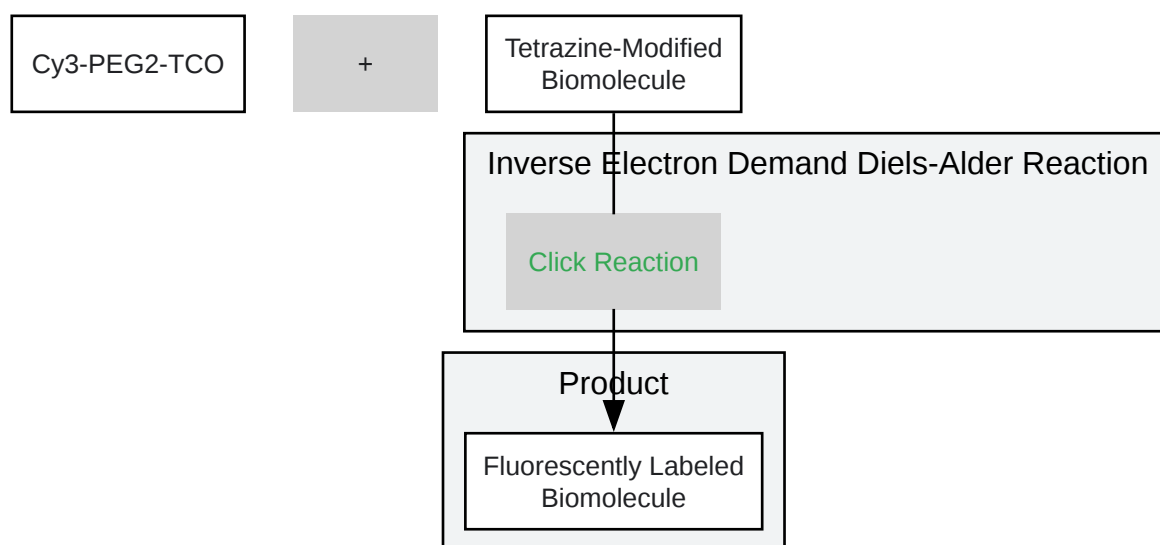 Cy3-PEG2-TCO
+
Tetrazine-Modified
Biomolecule
Inverse Electron Demand Diels-Alder Reaction
Click Reaction
Product
Fluorescently Labeled
Biomolecule